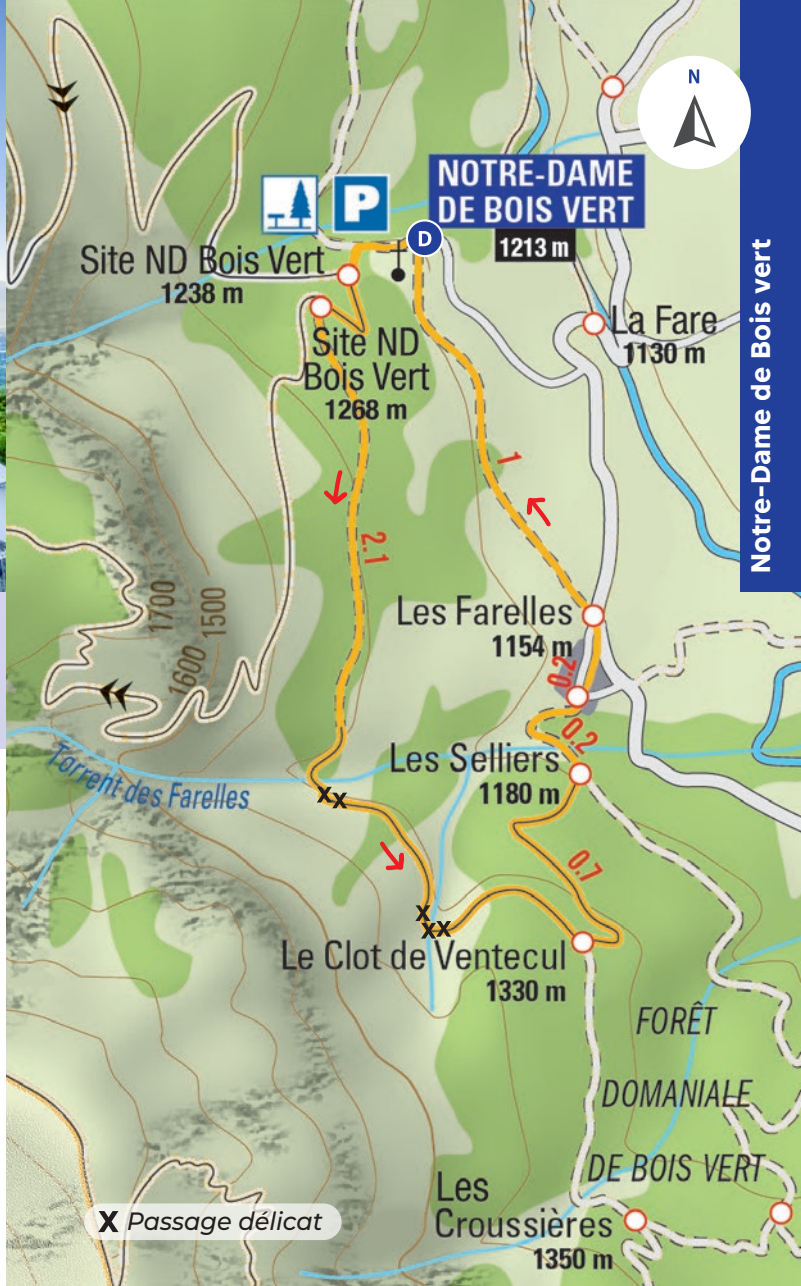 N
NOTRE-DAME
DE BOIS VERT
P
D
1213 m
Site ND Bois Vert
1238 m
La Fare
1130 m
Site ND
Bois Vert
1268 m
Notre-Dame de Bois vert
1
2.1
1700
1600
1500
Les Farelles
1154 m
0.2
0.2
Les Selliers
1180 m
Torrent des Farelles
X X
0.7
X
X X
Le Clot de Ventecul
1330 m
FORÊT
DOMANIALE
DE BOIS VERT
Les
Croussières
1350 m
X Passage délicat